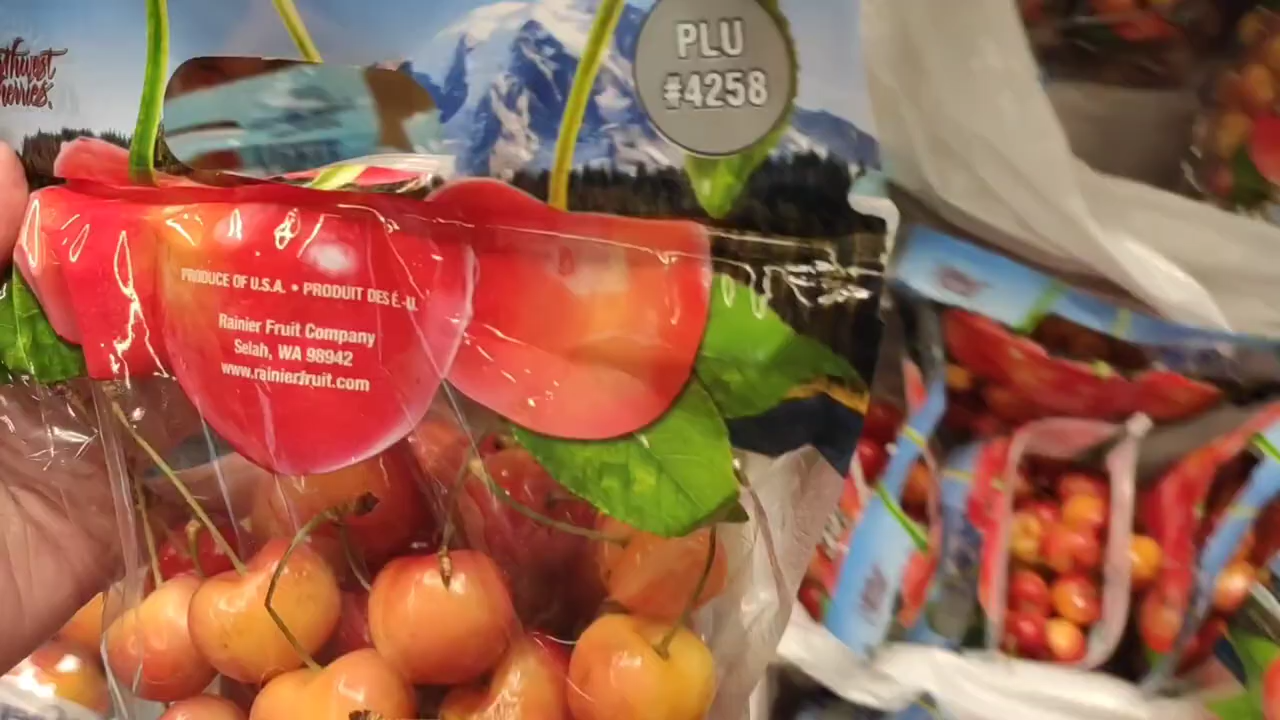 PLU
#4258
PRODUCE OF U.S.A. • PRODUIT DES É.-U.
Rainier Fruit Company
Selah, WA 98942
www.rainierfruit.com